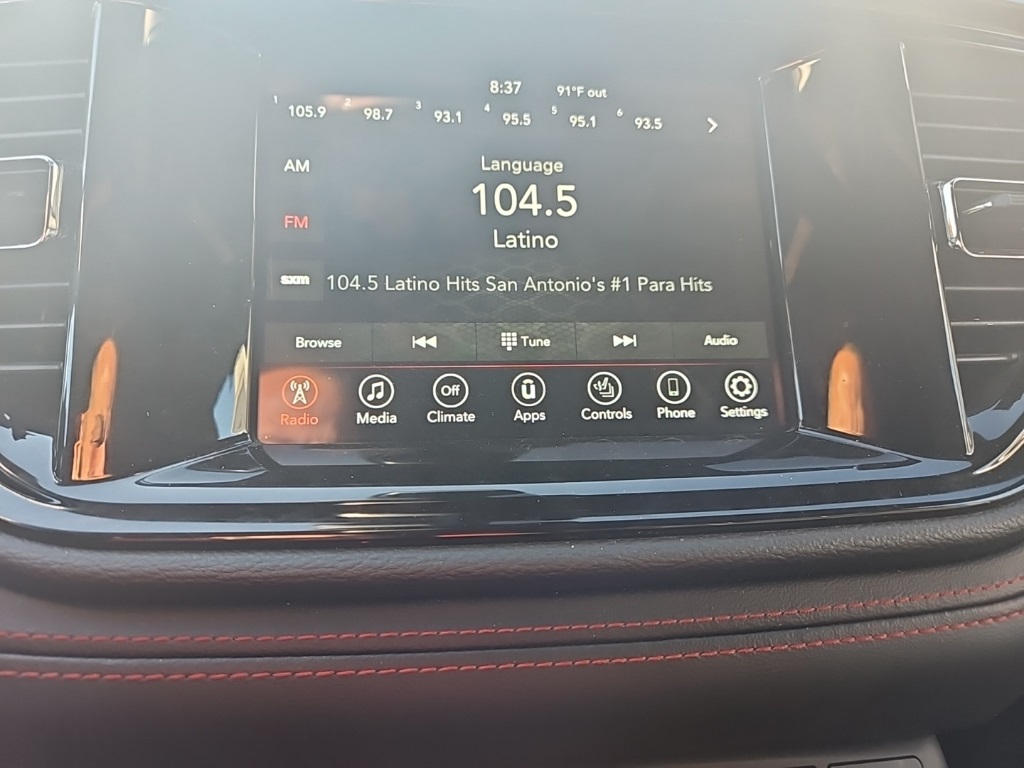 8:37 91°F out
1 105.9 2 98.7 3 93.1 4 95.5 5 95.1 6 93.5
AM
Language
104.5
FM
Latino
sxm
104.5 Latino Hits San Antonio's #1 Para Hits
Browse Tune Audio
Off
Radio Media Climate Apps Controls Phone Settings